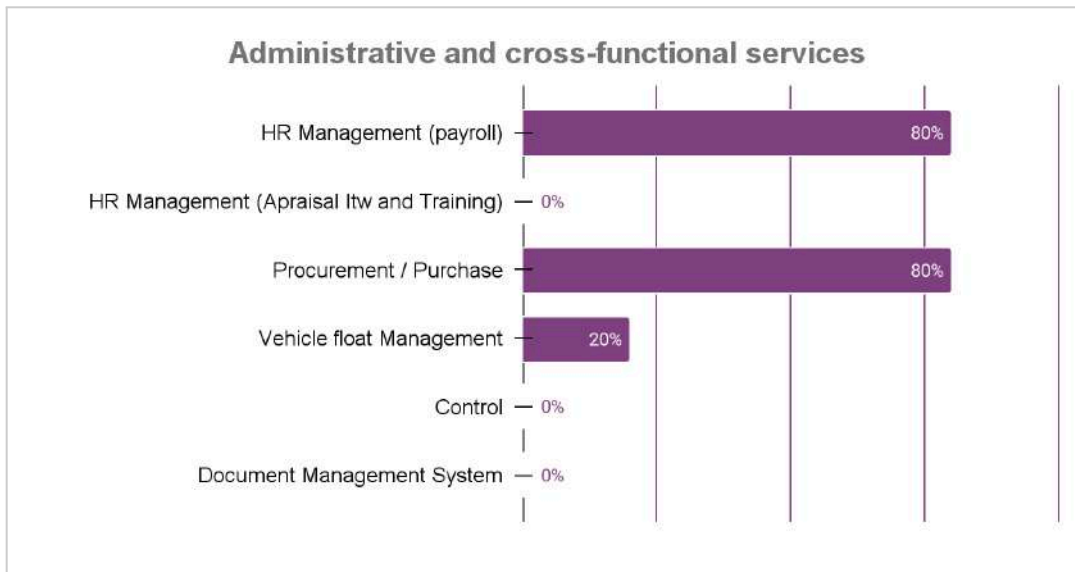 Administrative and cross-functional services
HR Management (payroll)
80%
HR Management (Apraisal Itw and Training)
0%
Procurement / Purchase
80%
Vehicle float Management
20%
Control
0%
Document Management System
0%